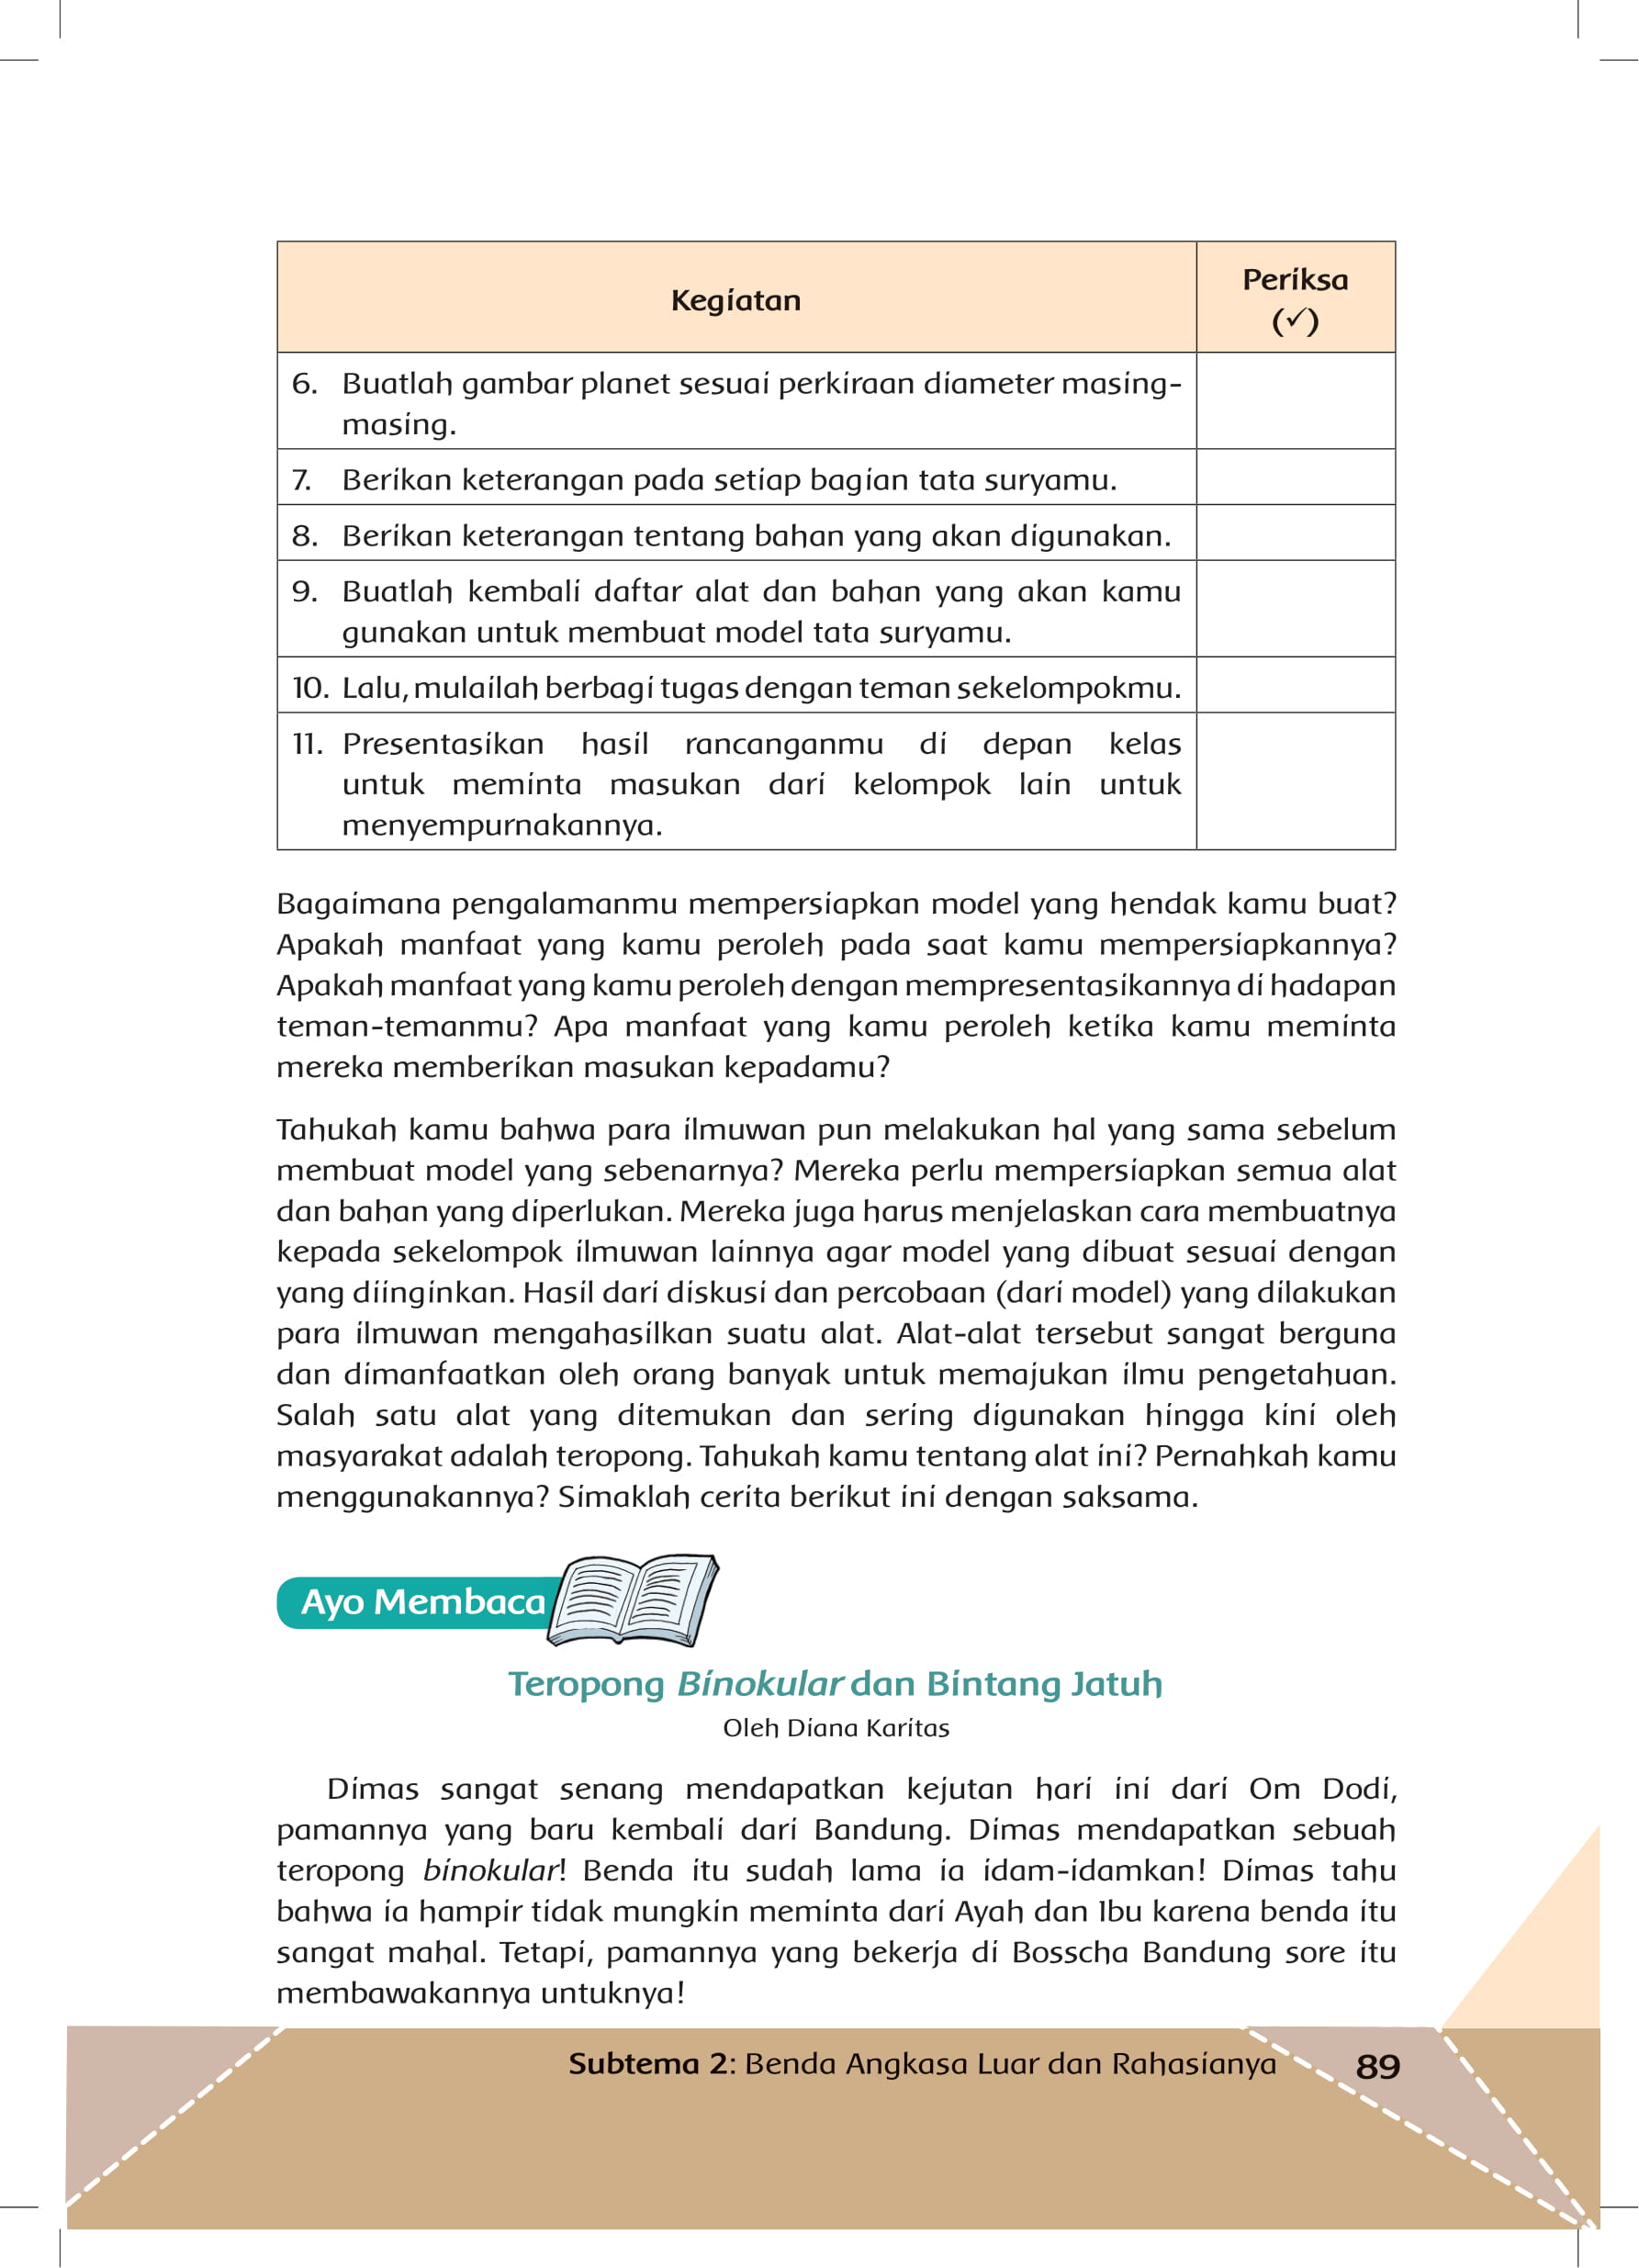 Kegiatan
Periksa
(✓)
6. Buatlah gambar planet sesuai perkiraan diameter masing-
masing.
7. Berikan keterangan pada setiap bagian tata suryamu.
8. Berikan keterangan tentang bahan yang akan digunakan.
9. Buatlah kembali daftar alat dan bahan yang akan kamu
gunakan untuk membuat model tata suryamu.
10. Lalu, mulailah berbagi tugas dengan teman sekelompokmu.
11. Presentasikan hasil rancanganmu di depan kelas
untuk meminta masukan dari kelompok lain untuk
menyempurnakannya.
Bagaimana pengalamanmu mempersiapkan model yang hendak kamu buat?
Apakah manfaat yang kamu peroleh pada saat kamu mempersiapkannya?
Apakah manfaat yang kamu peroleh dengan mempresentasikannya di hadapan
teman-temanmu? Apa manfaat yang kamu peroleh ketika kamu meminta
mereka memberikan masukan kepadamu?
Tahukah kamu bahwa para ilmuwan pun melakukan hal yang sama sebelum
membuat model yang sebenarnya? Mereka perlu mempersiapkan semua alat
dan bahan yang diperlukan. Mereka juga harus menjelaskan cara membuatnya
kepada sekelompok ilmuwan lainnya agar model yang dibuat sesuai dengan
yang diinginkan. Hasil dari diskusi dan percobaan (dari model) yang dilakukan
para ilmuwan mengahasilkan suatu alat. Alat-alat tersebut sangat berguna
dan dimanfaatkan oleh orang banyak untuk memajukan ilmu pengetahuan.
Salah satu alat yang ditemukan dan sering digunakan hingga kini oleh
masyarakat adalah teropong. Tahukah kamu tentang alat ini? Pernahkah kamu
menggunakannya? Simaklah cerita berikut ini dengan saksama.
Ayo Membaca
Teropong Binokular dan Bintang Jatuh
Oleh Diana Karitas
Dimas sangat senang mendapatkan kejutan hari ini dari Om Dodi,
pamannya yang baru kembali dari Bandung. Dimas mendapatkan sebuah
teropong binokular! Benda itu sudah lama ia idam-idamkan! Dimas tahu
bahwa ia hampir tidak mungkin meminta dari Ayah dan Ibu karena benda itu
sangat mahal. Tetapi, pamannya yang bekerja di Bosscha Bandung sore itu
membawakannya untuknya!
Subtema 2: Benda Angkasa Luar dan Rahasianya 89